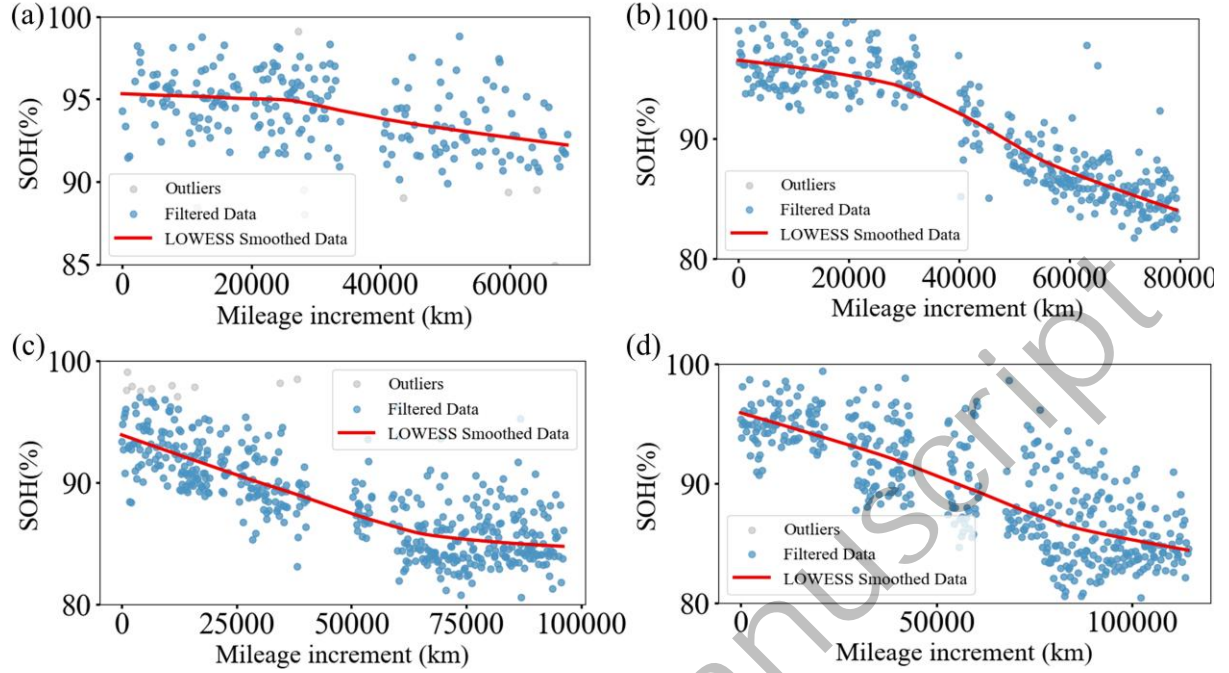 (a)
100
95
90
85
SOH(%)
Outliers
Filtered Data
LOWESS Smoothed Data
0 20000 40000 60000
Mileage increment (km)
(b)
100
90
80
SOH(%)
Outliers
Filtered Data
LOWESS Smoothed Data
0 20000 40000 60000 80000
Mileage increment (km)
(c)
100
90
80
SOH(%)
Outliers
Filtered Data
LOWESS Smoothed Data
0 25000 50000 75000 100000
Mileage increment (km)
(d)
100
90
80
SOH(%)
Outliers
Filtered Data
LOWESS Smoothed Data
0 50000 100000
Mileage increment (km)
nuscript